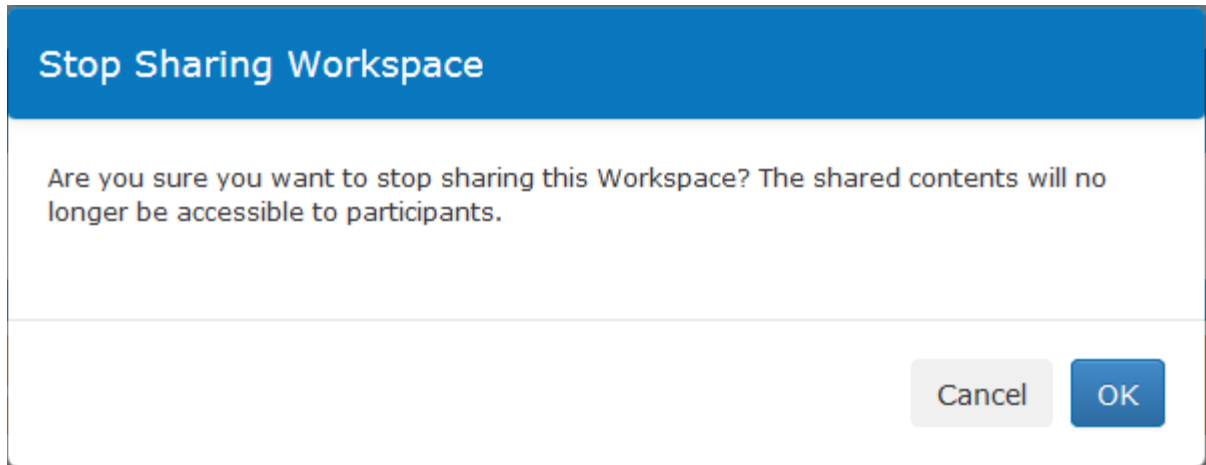 Stop Sharing Workspace
Are you sure you want to stop sharing this Workspace? The shared contents will no
longer be accessible to participants.
Cancel
OK